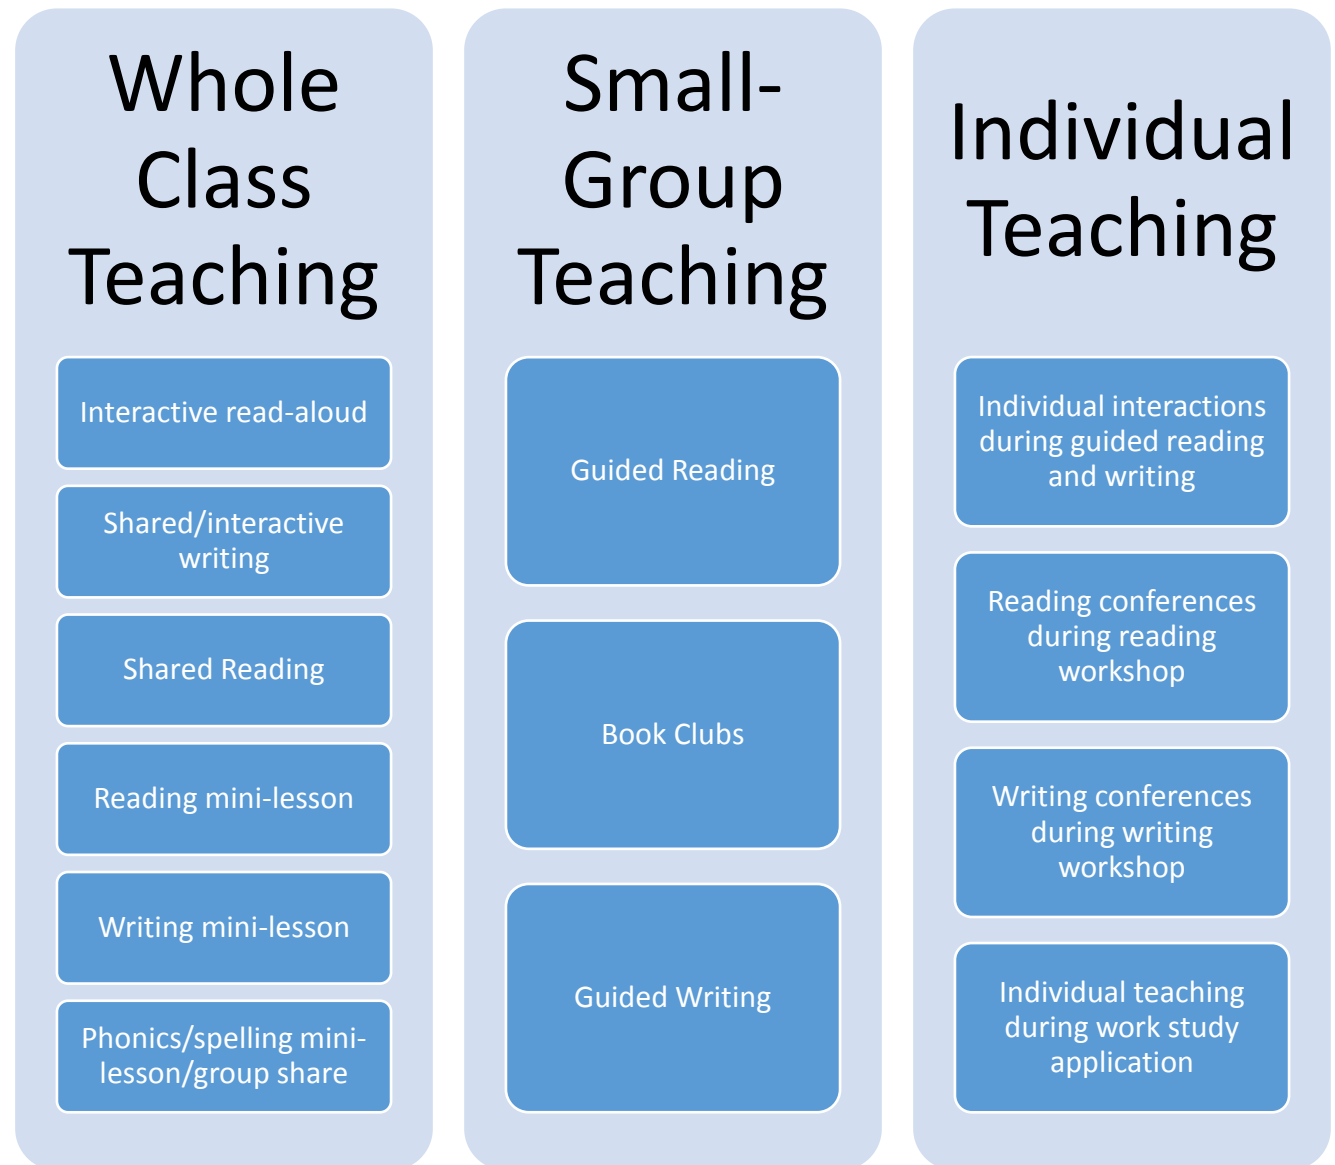 Whole
Class
Teaching
Interactive read-aloud
Shared/interactive
writing
Shared Reading
Reading mini-lesson
Writing mini-lesson
Phonics/spelling mini-
lesson/group share
Small-
Group
Teaching
Guided Reading
Book Clubs
Guided Writing
Individual
Teaching
Individual interactions
during guided reading
and writing
Reading conferences
during reading
workshop
Writing conferences
during writing
workshop
Individual teaching
during work study
application